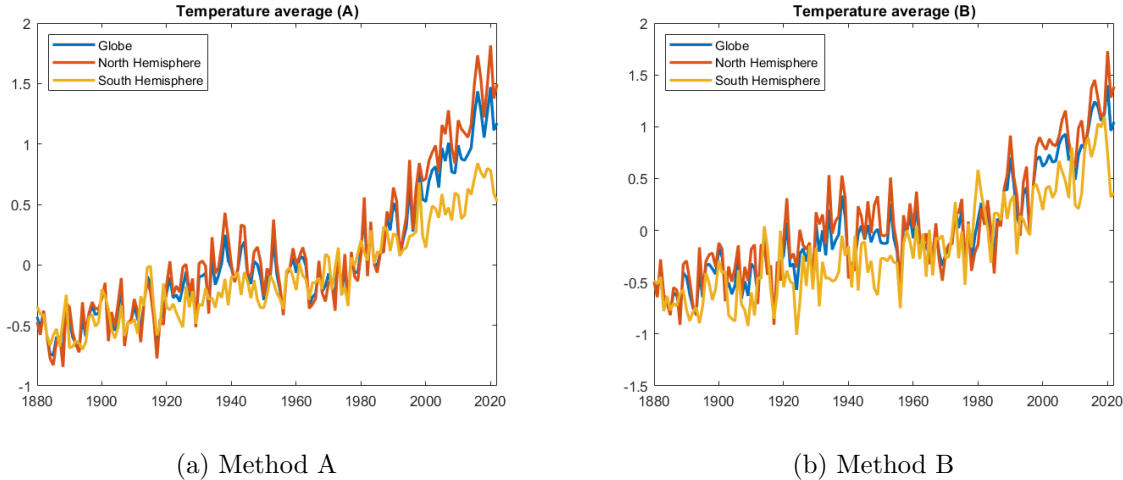 Temperature average (A)
2
1.5
1
0.5
0
-0.5
-1
1880 1900 1920 1940 1960 1980 2000 2020
Globe
North Hemisphere
South Hemisphere
(a) Method A
Temperature average (B)
2
1.5
1
0.5
0
-0.5
-1
-1.5
1880 1900 1920 1940 1960 1980 2000 2020
Globe
North Hemisphere
South Hemisphere
(b) Method B